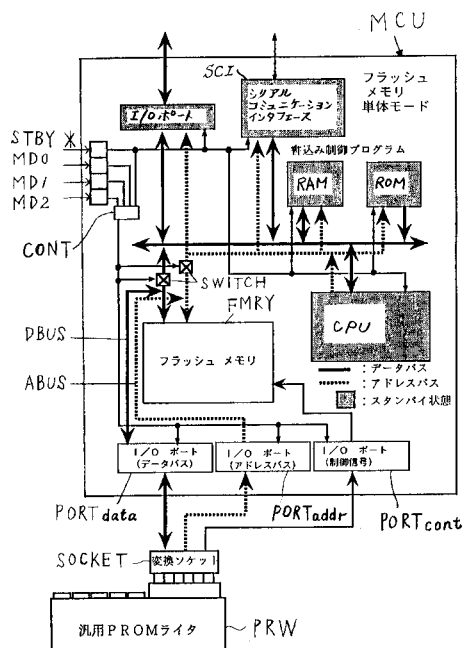 MCU
SCI
シリアル
コミュニケーション
インタフェース
フラッシュ
メモリ
単体モード
I/Oポート
STBY *
MD0
MD1
MD2
書込み制御プログラム
RAM
ROM
CONT
SWITCH
FMRY
DBUS
フラッシュ メモリ
CPU
ABUS
:データバス
:アドレスバス
:スタンバイ状態
I/O ポート
(データバス)
I/O ポート
(アドレスバス)
I/O ポート
(制御信号)
PORTdata
PORTaddr
PORTcont
SOCKET
変換ソケット
汎用PROMライタ
PRW